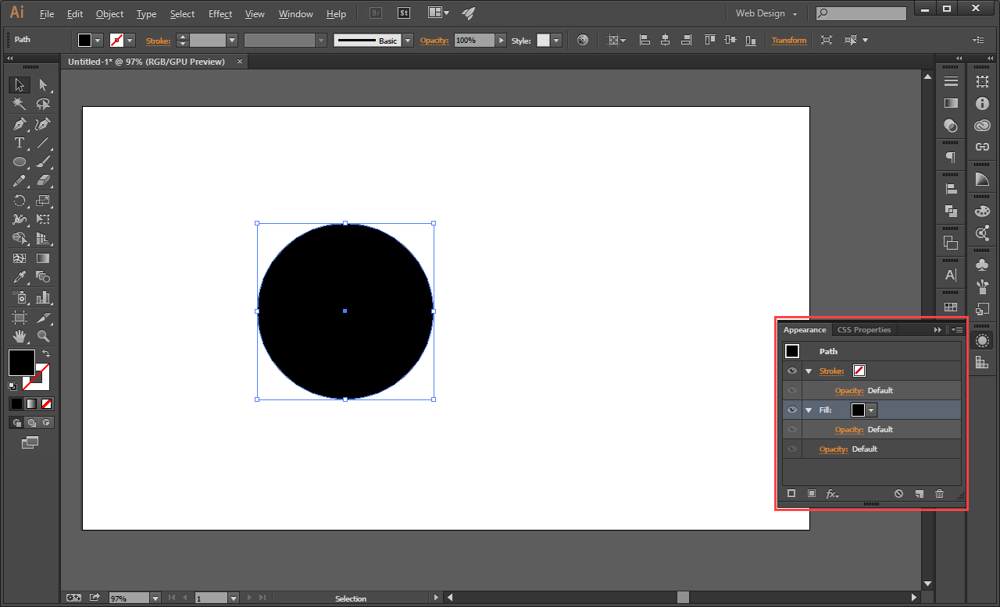 Ai File Edit Object Type Select Effect View Window Help Br St Web Design
Path Stroke: Basic Opacity: 100% Style: Transform
Untitled-1* @ 97% (RGB/GPU Preview) ×
T
¶
A
Appearance CSS Properties
Path
Stroke:
Opacity: Default
Fill:
Opacity: Default
Opacity: Default
fx
97% 1 Selection